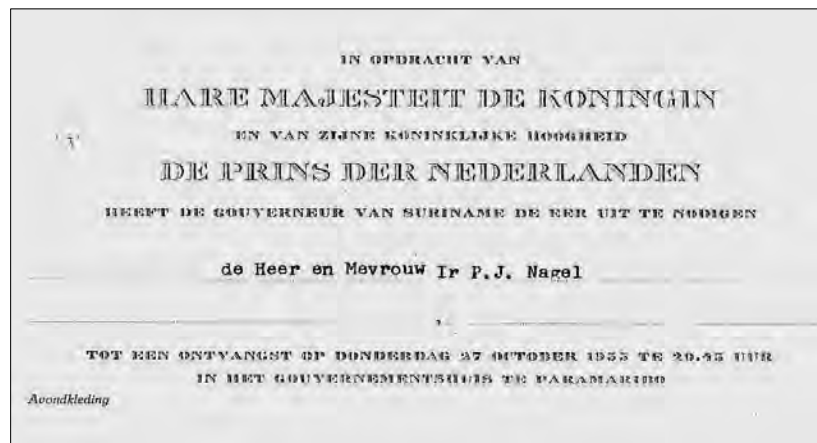 IN OPDRACHT VAN
HARE MAJESTEIT DE KONINGIN
EN VAN ZIJNE KONINKLIJKE HOOGHEID
DE PRINS DER NEDERLANDEN
HEEFT DE GOUVERNEUR VAN SURINAME DE EER UIT TE NODIGEN
de Heer en Mevrouw Ir P.J. Nagel
TOT EEN ONTVANGST OP DONDERDAG 27 OCTOBER 1955 TE 20.45 UUR
IN HET GOUVERNEMENTSHUIS TE PARAMARIBO
Avondkleding